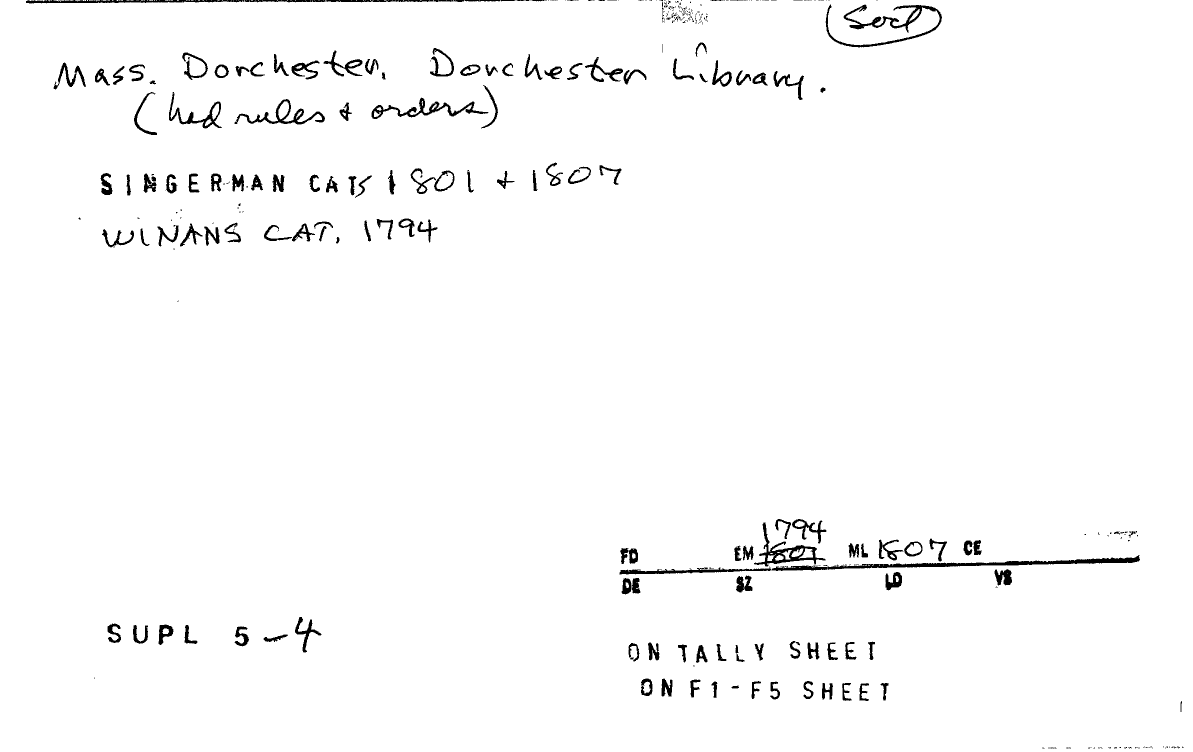 Socl
Mass. Dorchester. Dorchester Library.
(had rules & orders)
SINGERMAN CATS 1801 + 1807
WINANS CAT, 1794
1794
FD EM 1801 ML 1807 CE
DE SZ LD VS
SUPL 5-4
ON TALLY SHEET
ON F1-F5 SHEET